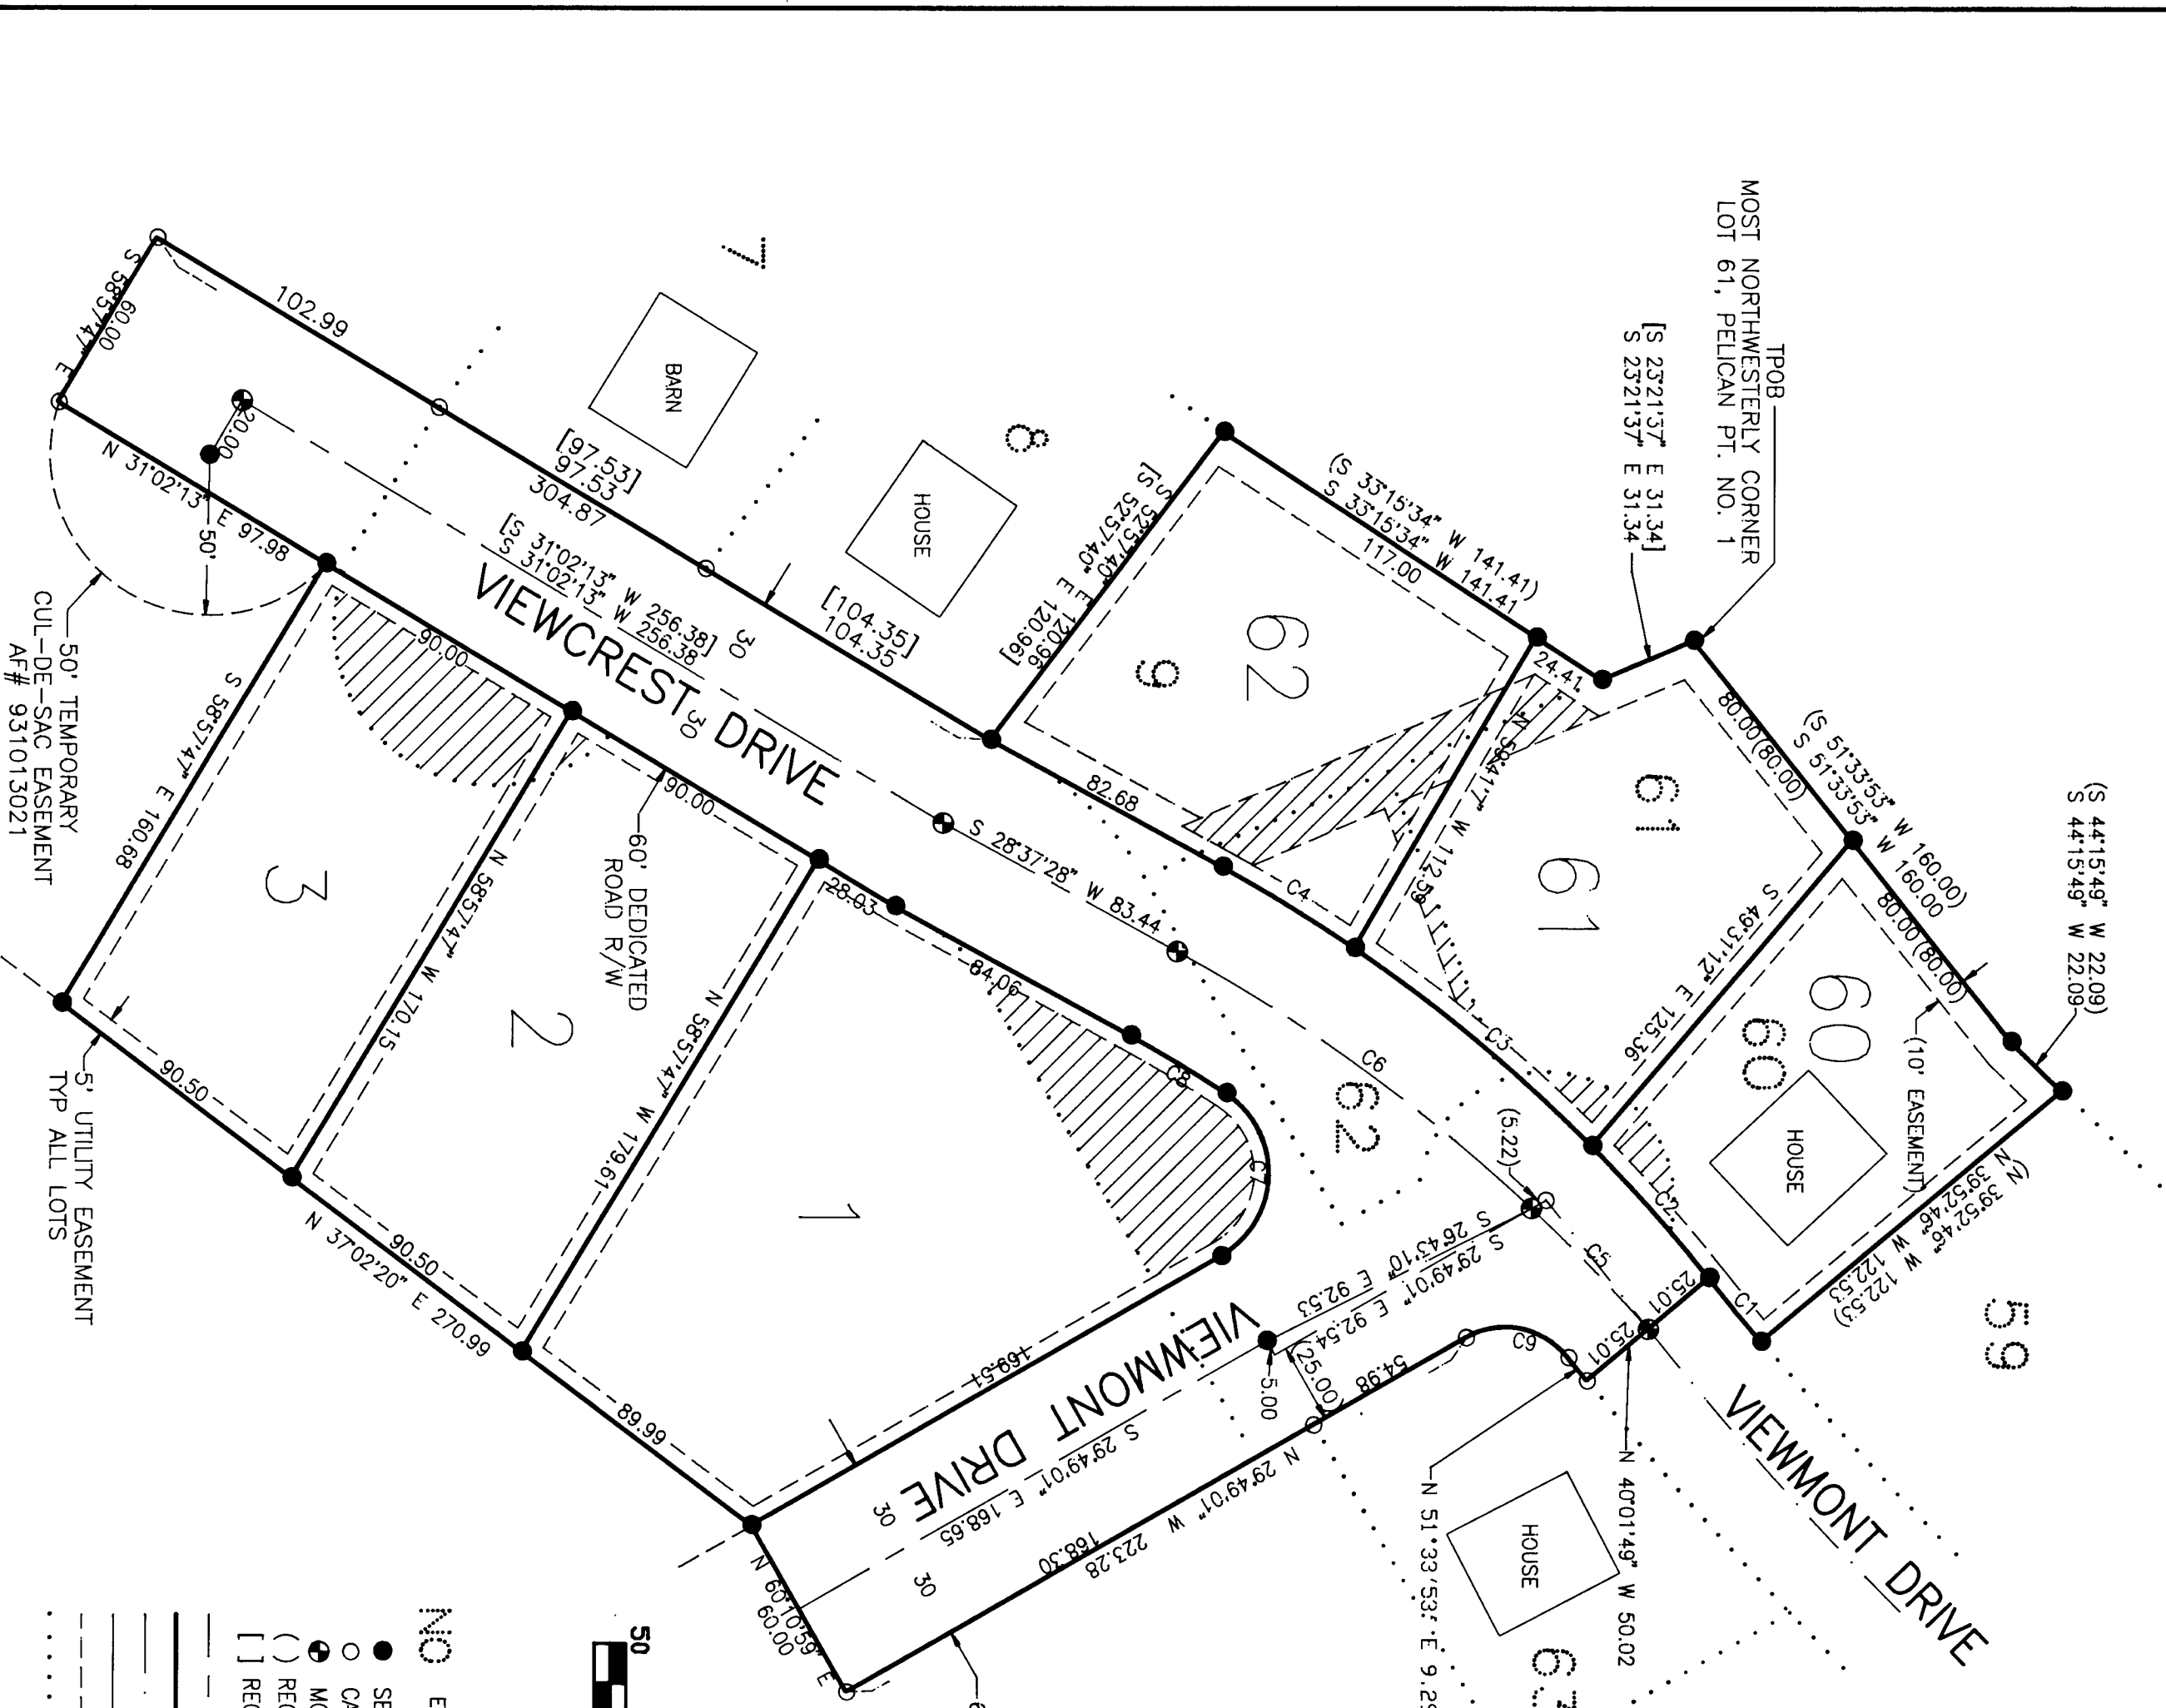 MOST NORTHWESTERLY CORNER
LOT 61, PELICAN PT. NO. 1
TPOB
[S 23°21'37" E 31.34]
S 23°21'37" E 31.34
(S 44°15'49" W 22.09)
S 44°15'49" W 22.09
(S 51°33'53" W 160.00)
S 51°33'53" W 160.00
80.00(80.00)
80.00(80.00)
(S 33°15'34" W 141.41)
S 33°15'34" W 141.41
117.00
24.41
S 52°57'40" E 120.96
[S 52°57'40" E 120.96]
7
8
9
BARN
HOUSE
62
61
61
60
60
HOUSE
(10' EASEMENT)
59
(N 39°52'46" W 122.53)
N 39°52'46" W 122.53
S 49°31'12" E 125.36
N 58°41'7" W 112.59
82.68
C4
C3
C2
C1
102.99
[97.53]
97.53
304.87
[104.35]
104.35
S 58°57'47" E
60.00
20.00
50'
N 31°02'13" E 97.98
[S 31°02'13" W 256.38]
S 31°02'13" W 256.38
VIEWCREST DRIVE
30
30
S 28°37'28" W 83.44
C6
62
(5.22)
C5
25.01
25.01
S 26°43'10" E 92.53
S 29°49'01" E 92.54
VIEWMONT DRIVE
N 40°01'49" W 50.02
C9
54.98
(25.00)
5.00
VIEWMONT DRIVE
S 29°49'01" E 168.65
30
30
N 29°49'01" W 223.28
168.30
N 51°33'53" E 9.29
HOUSE
N 60°10'59" E
60.00
169.51
C7
C8
84.06
28.03
90.00
90.00
60' DEDICATED
ROAD R/W
1
2
3
N 58°57'47" W 179.61
N 58°57'47" W 170.15
S 58°57'47" E 160.68
90.50
90.50
89.99
N 37°02'20" E 270.99
50' TEMPORARY
CUL-DE-SAC EASEMENT
AF# 931013021
5' UTILITY EASEMENT
TYP ALL LOTS
50
( )
[ ]